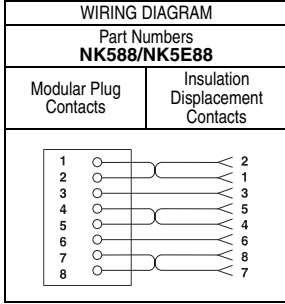 WIRING DIAGRAM
Part Numbers
NK588/NK5E88
Modular Plug
Contacts
Insulation
Displacement
Contacts
1 2
2 1
3 3
4 5
5 4
6 6
7 8
8 7